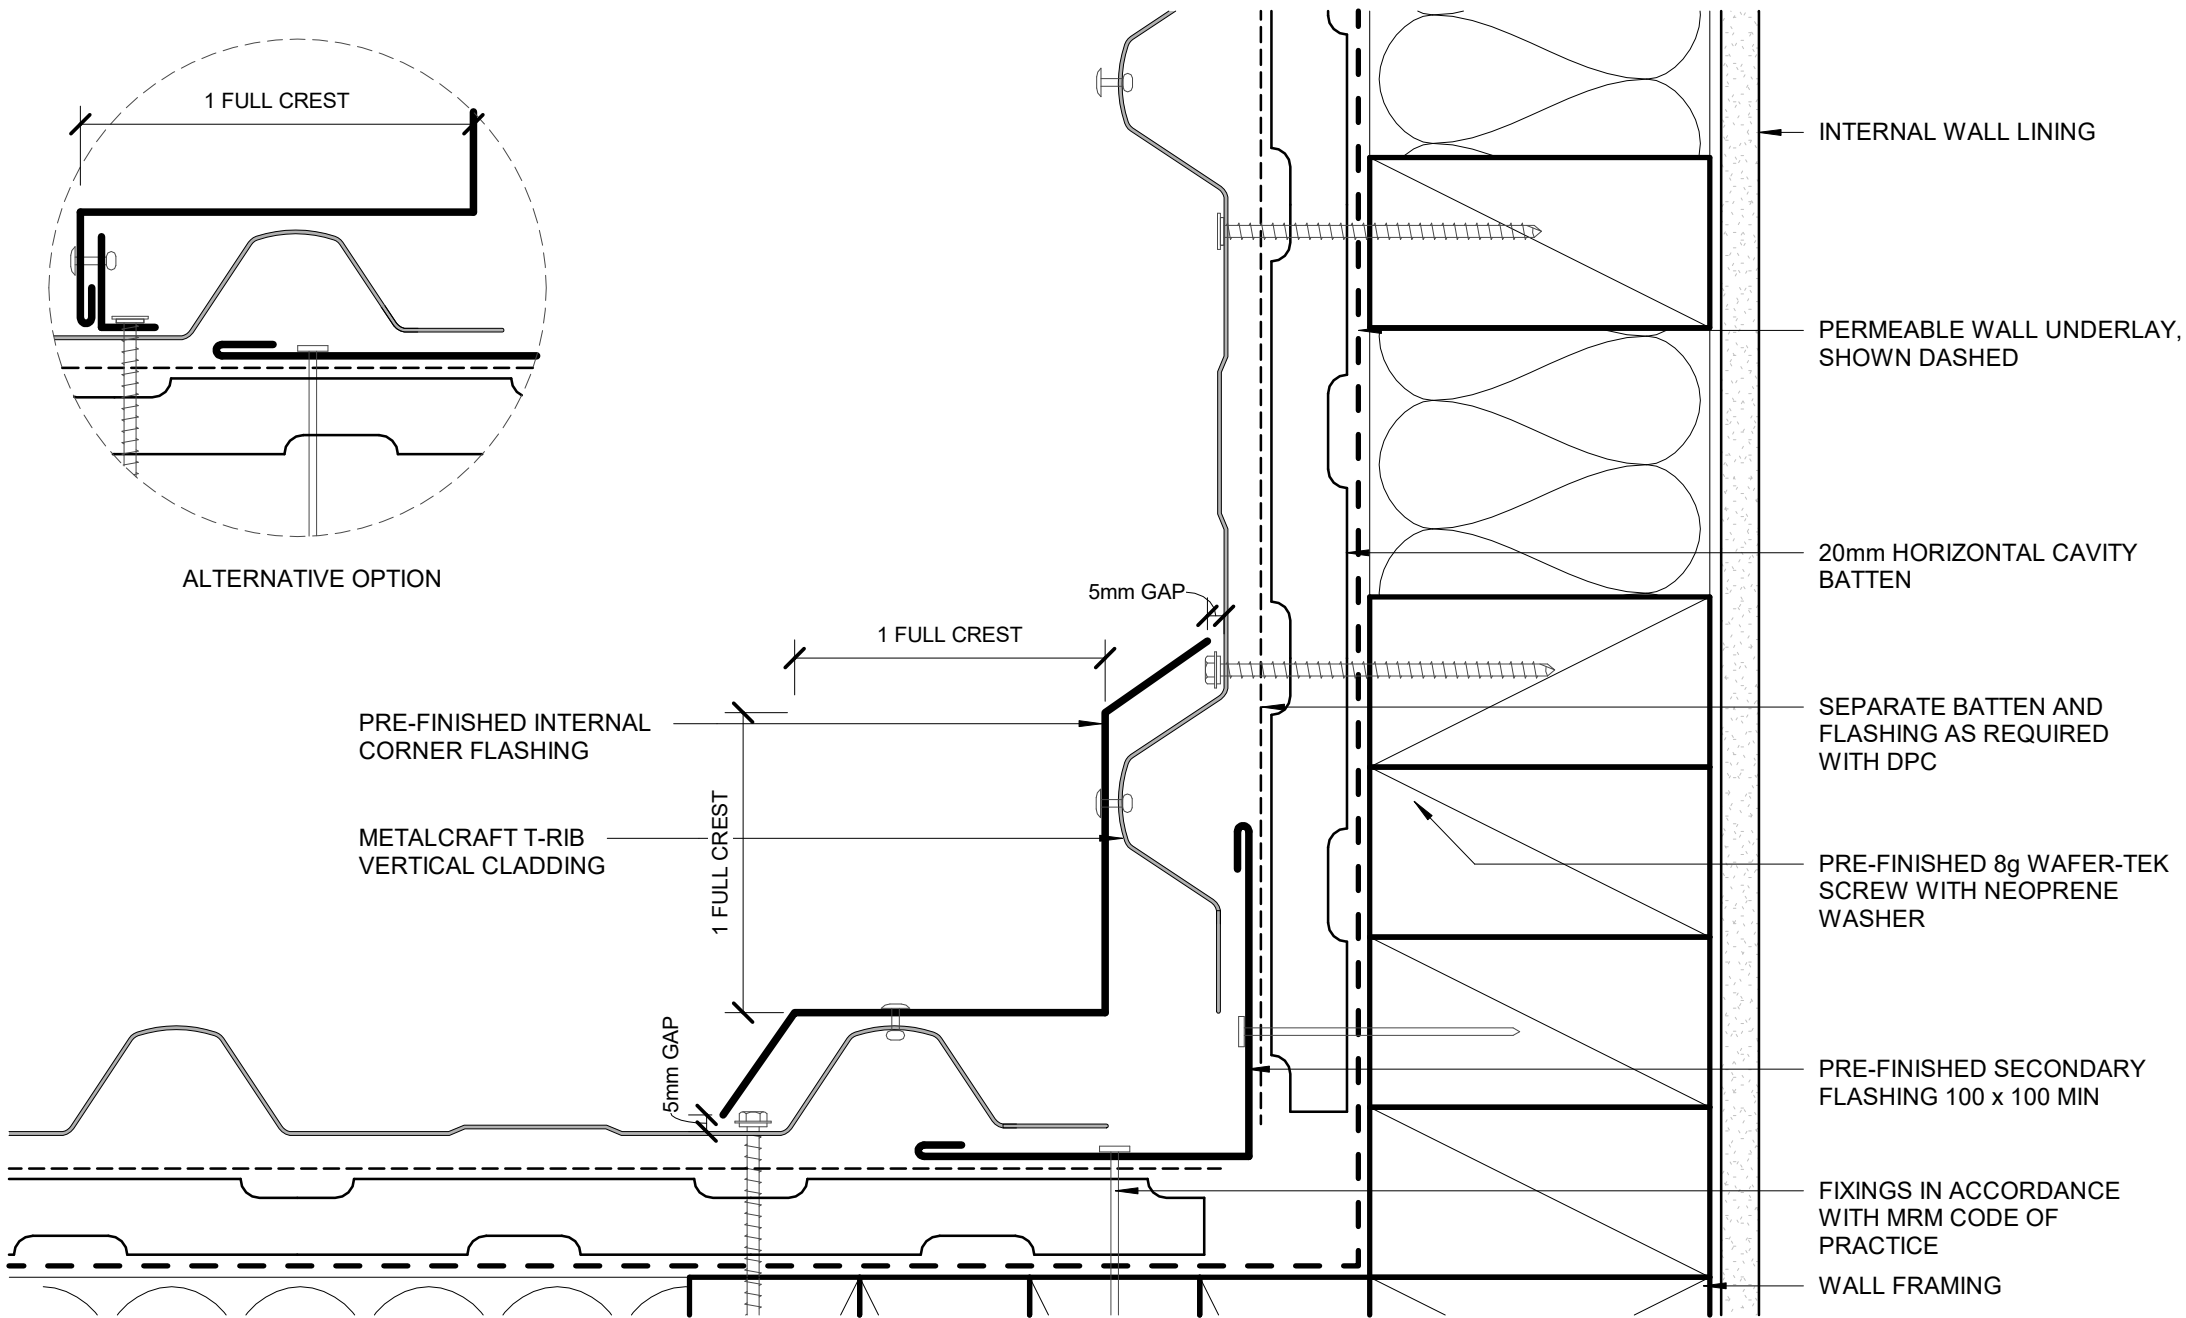 1 FULL CREST
ALTERNATIVE OPTION
INTERNAL WALL LINING
PERMEABLE WALL UNDERLAY,
SHOWN DASHED
20mm HORIZONTAL CAVITY
BATTEN
5mm GAP
1 FULL CREST
PRE-FINISHED INTERNAL
CORNER FLASHING
SEPARATE BATTEN AND
FLASHING AS REQUIRED
WITH DPC
1 FULL CREST
METALCRAFT T-RIB
VERTICAL CLADDING
PRE-FINISHED 8g WAFER-TEK
SCREW WITH NEOPRENE
WASHER
5mm GAP
PRE-FINISHED SECONDARY
FLASHING 100 x 100 MIN
FIXINGS IN ACCORDANCE
WITH MRM CODE OF
PRACTICE
WALL FRAMING